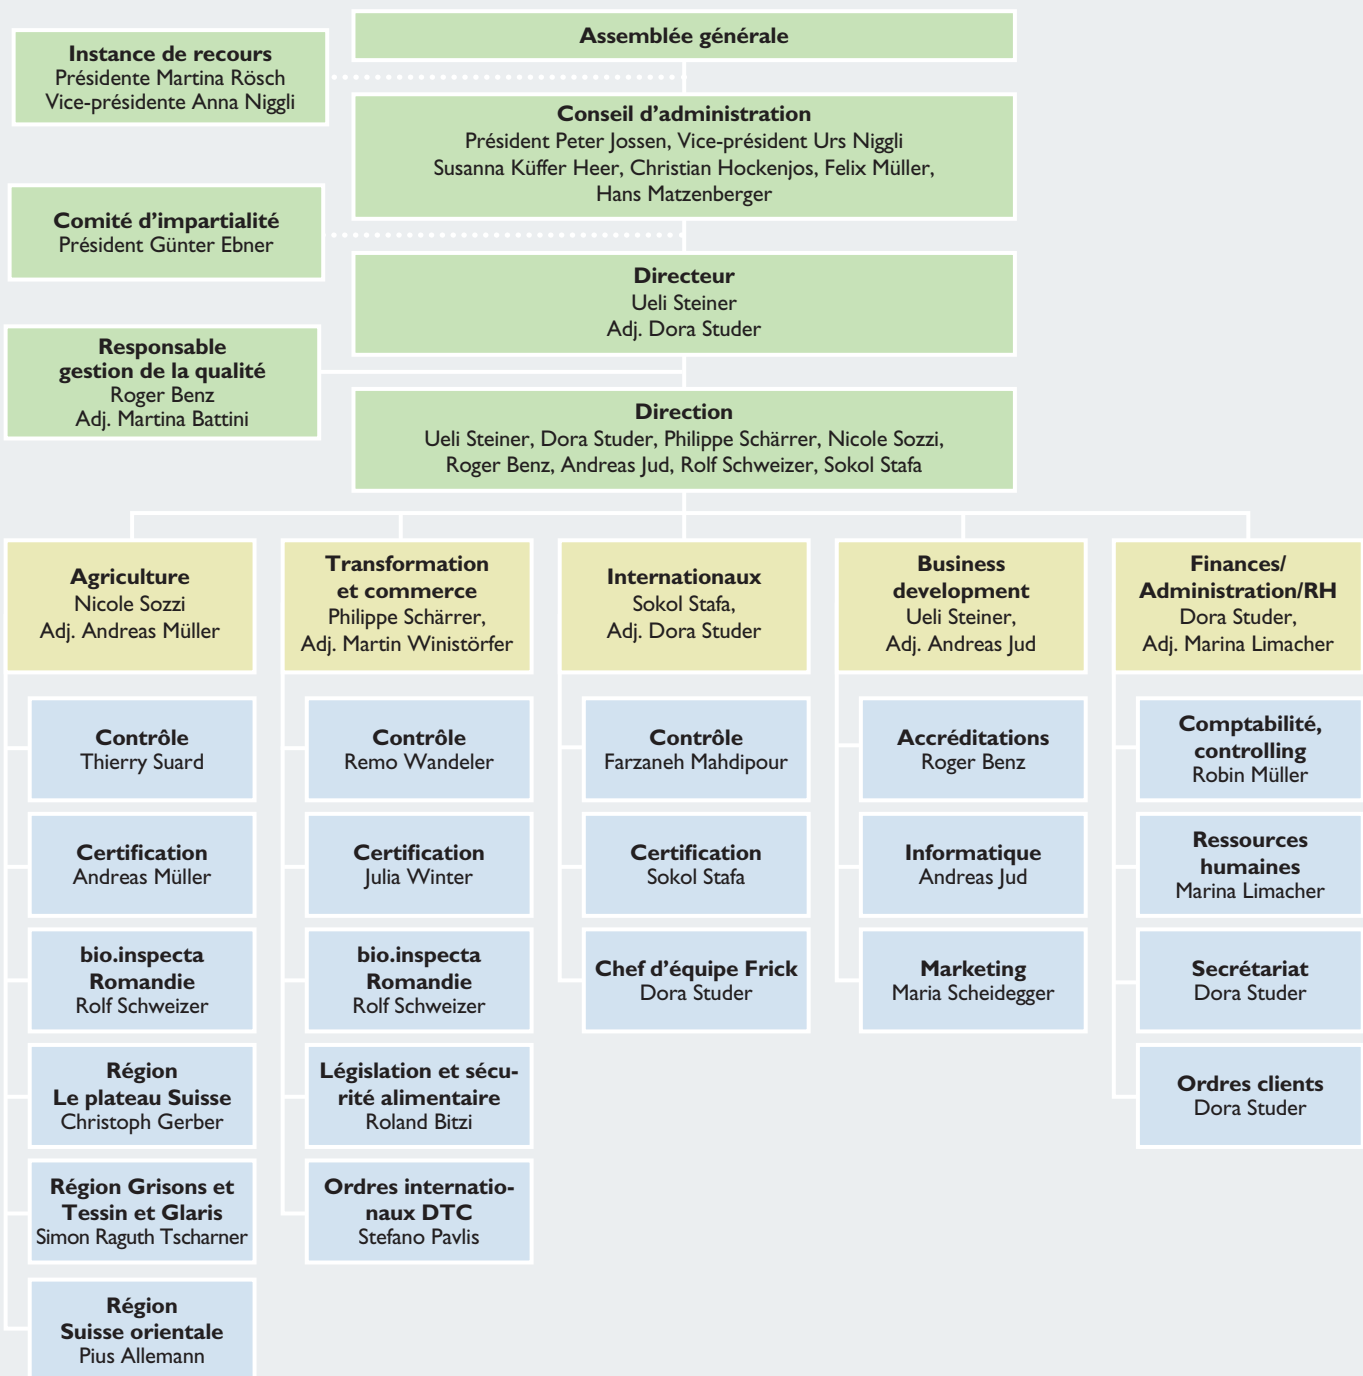 Assemblée générale
Instance de recours
Présidente Martina Rösch
Vice-présidente Anna Niggli
Conseil d’administration
Président Peter Jossen, Vice-président Urs Niggli
Susanna Küffer Heer, Christian Hockenjos, Felix Müller,
Hans Matzenberger
Comité d’impartialité
Président Günter Ebner
Directeur
Ueli Steiner
Adj. Dora Studer
Responsable
gestion de la qualité
Roger Benz
Adj. Martina Battini
Direction
Ueli Steiner, Dora Studer, Philippe Schärrer, Nicole Sozzi,
Roger Benz, Andreas Jud, Rolf Schweizer, Sokol Stafa
Agriculture
Nicole Sozzi
Adj. Andreas Müller
Contrôle
Thierry Suard
Certification
Andreas Müller
bio.inspecta
Romandie
Rolf Schweizer
Région
Le plateau Suisse
Christoph Gerber
Région Grisons et
Tessin et Glaris
Simon Raguth Tscharner
Région
Suisse orientale
Pius Allemann
Transformation
et commerce
Philippe Schärrer,
Adj. Martin Winistörfer
Contrôle
Remo Wandeler
Certification
Julia Winter
bio.inspecta
Romandie
Rolf Schweizer
Législation et sécu-
rité alimentaire
Roland Bitzi
Ordres internatio-
naux DTC
Stefano Pavlis
Internationaux
Sokol Stafa,
Adj. Dora Studer
Contrôle
Farzaneh Mahdipour
Certification
Sokol Stafa
Chef d’équipe Frick
Dora Studer
Business
development
Ueli Steiner,
Adj. Andreas Jud
Accréditations
Roger Benz
Informatique
Andreas Jud
Marketing
Maria Scheidegger
Finances/
Administration/RH
Dora Studer,
Adj. Marina Limacher
Comptabilité,
controlling
Robin Müller
Ressources
humaines
Marina Limacher
Secrétariat
Dora Studer
Ordres clients
Dora Studer